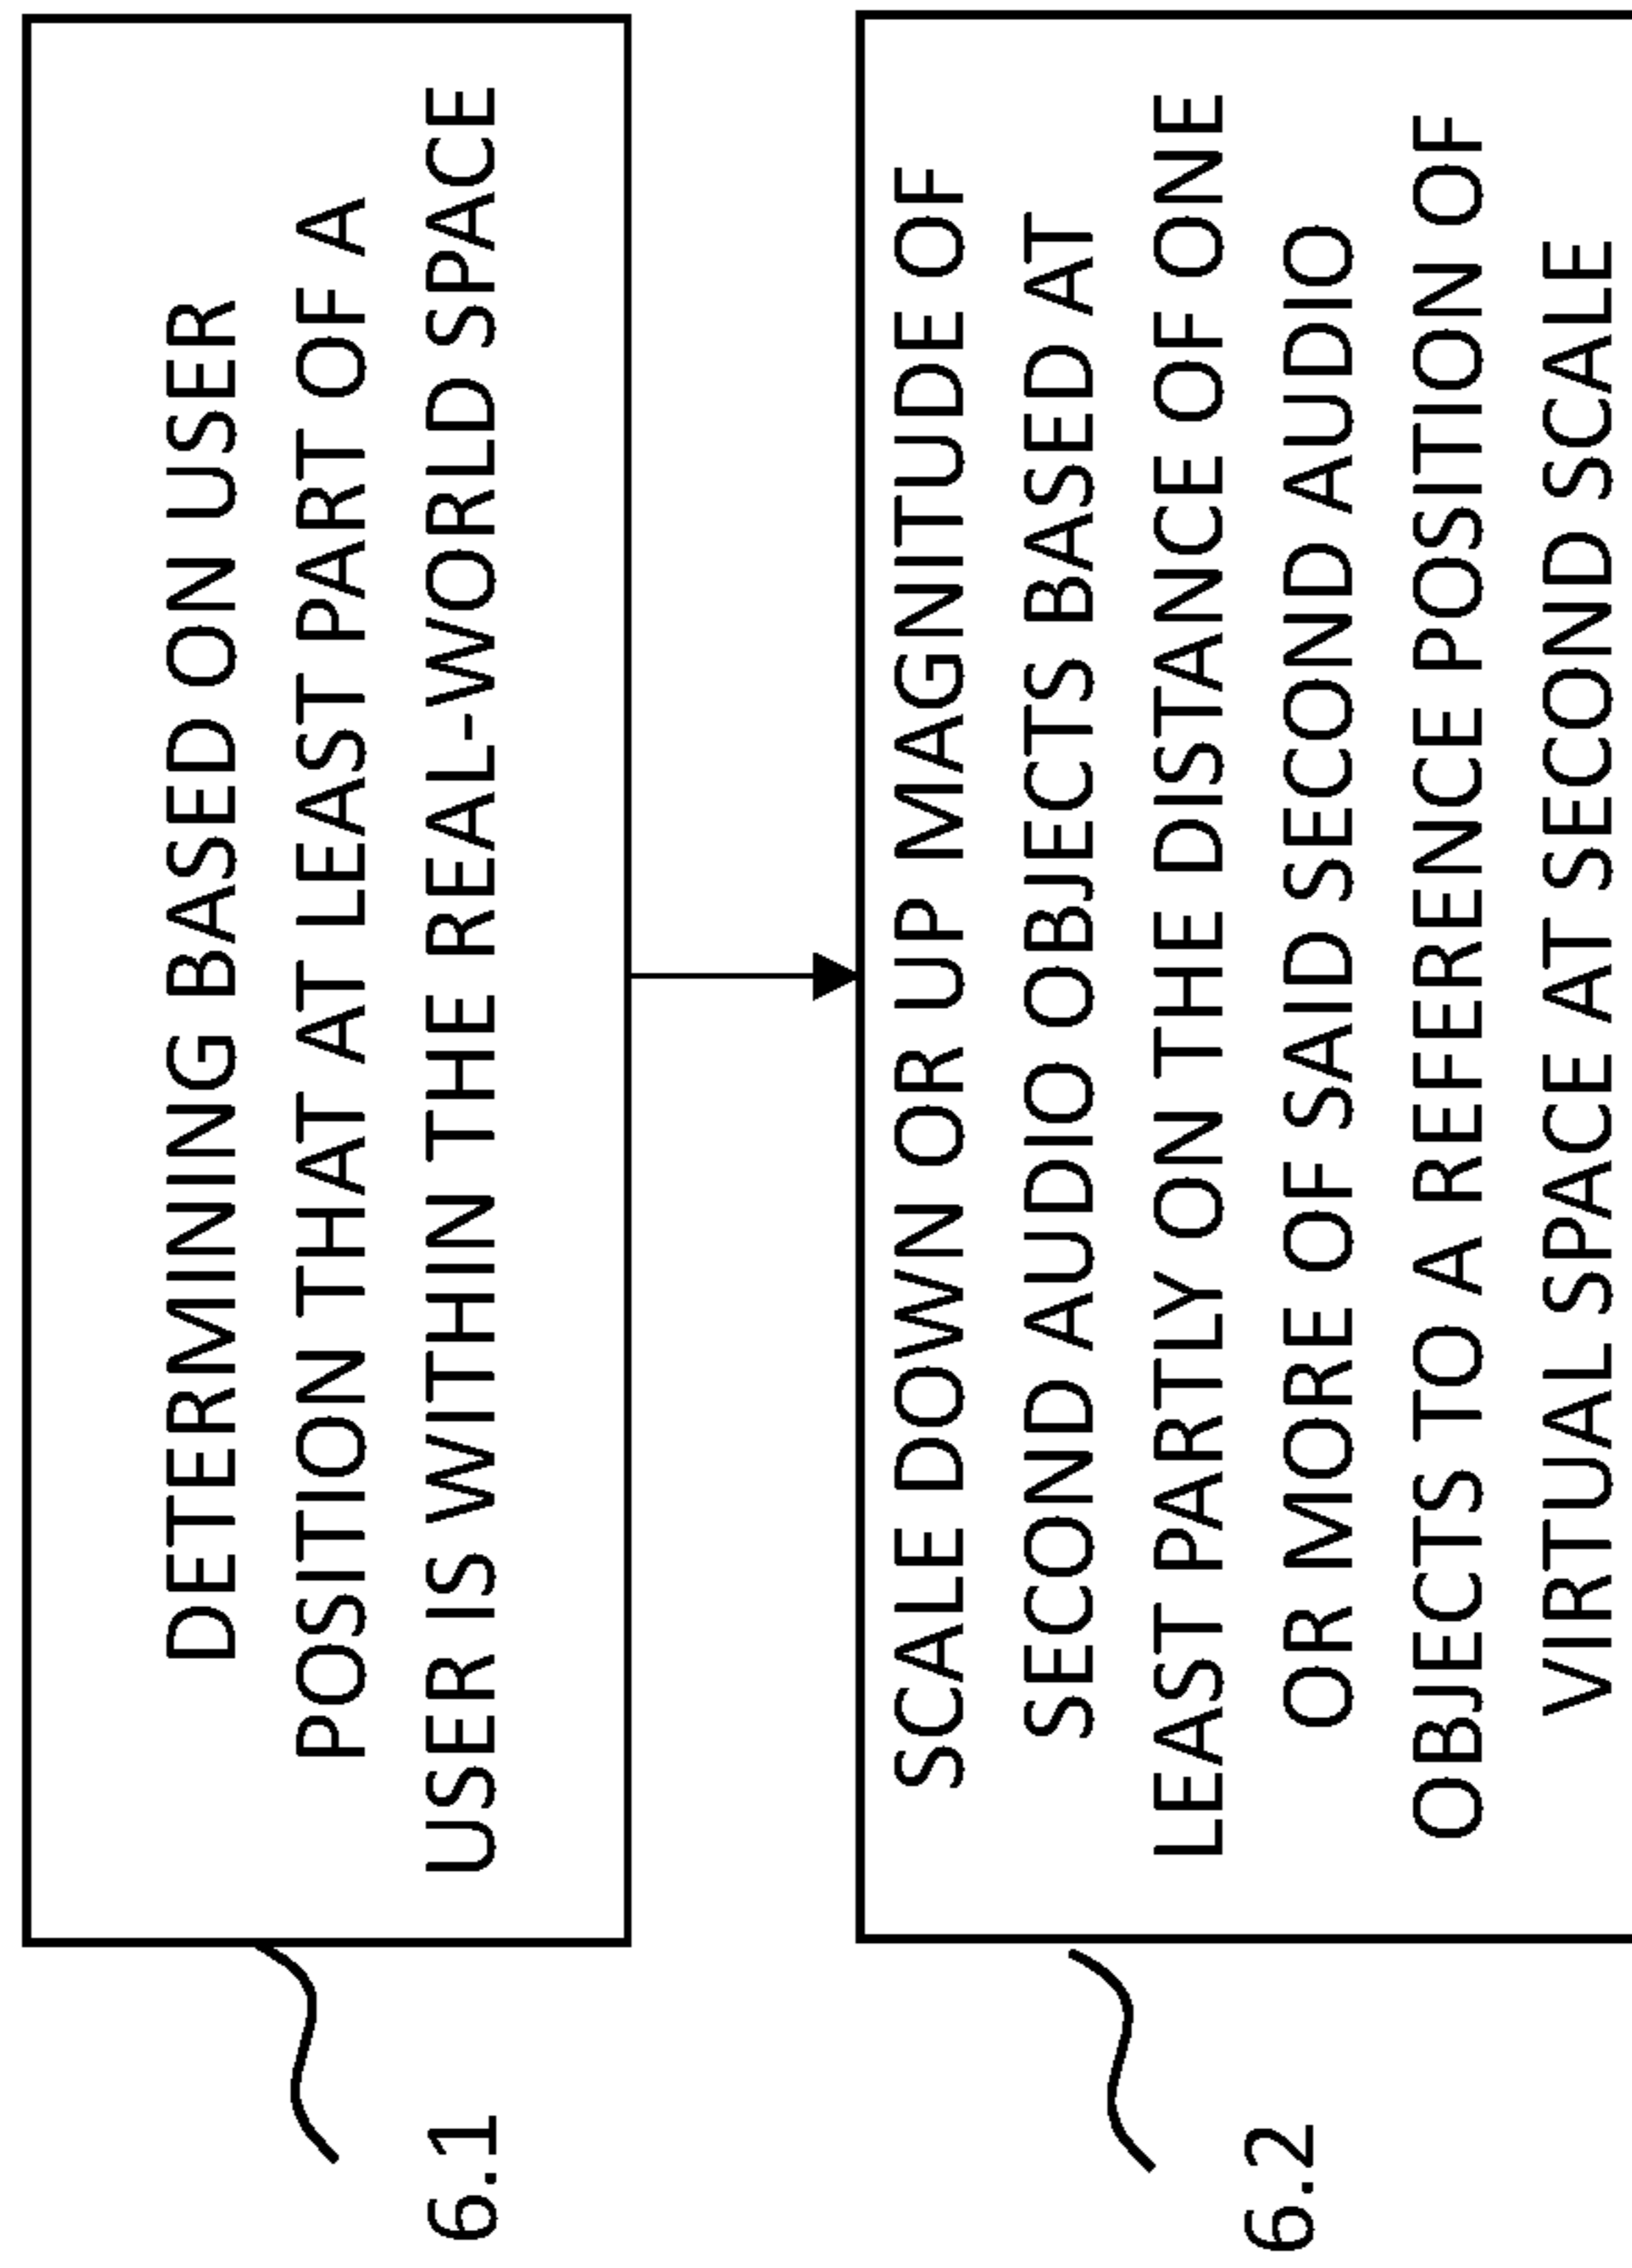 DETERMINING BASED ON USER
POSITION THAT AT LEAST PART OF A
USER IS WITHIN THE REAL-WORLD SPACE
6.1
SCALE DOWN OR UP MAGNITUDE OF
SECOND AUDIO OBJECTS BASED AT
LEAST PARTLY ON THE DISTANCE OF ONE
OR MORE OF SAID SECOND AUDIO
OBJECTS TO A REFERENCE POSITION OF
VIRTUAL SPACE AT SECOND SCALE
6.2